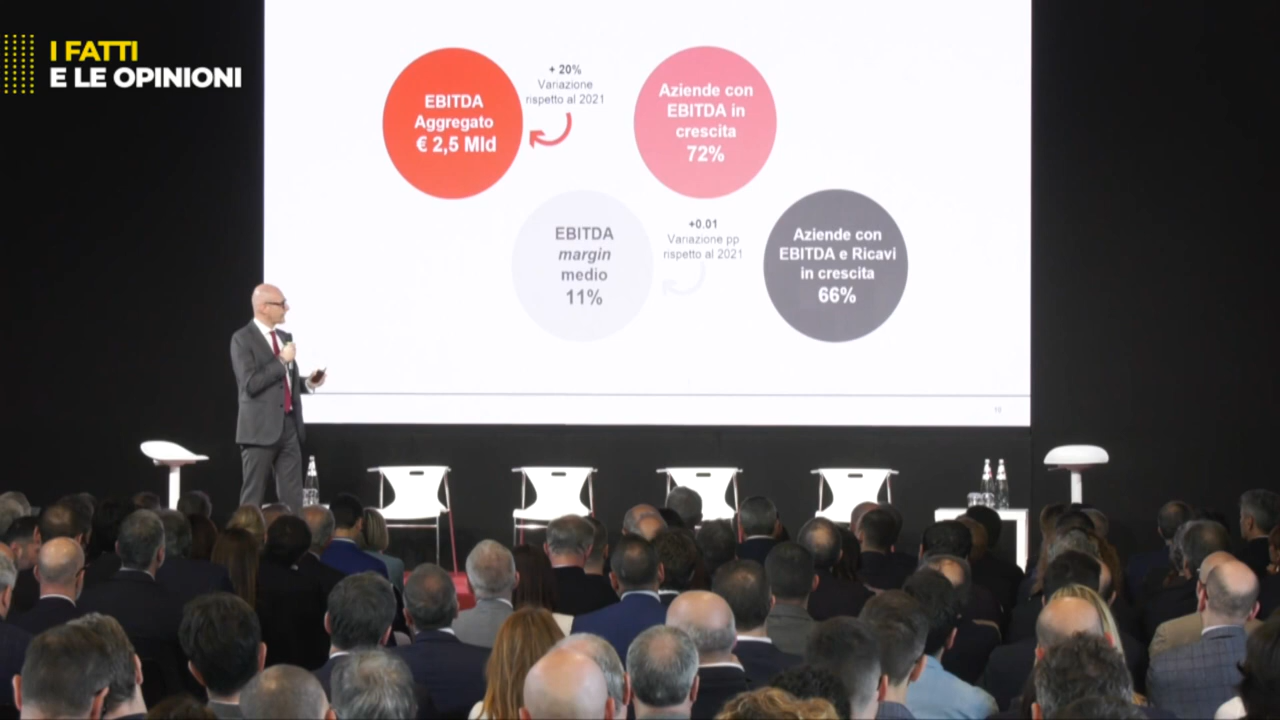 I FATTI
E LE OPINIONI
EBITDA
Aggregato
€ 2,5 Mld
+ 20%
Variazione
rispetto al 2021
Aziende con
EBITDA in
crescita
72%
EBITDA
margin
medio
11%
+0.01
Variazione pp
rispetto al 2021
Aziende con
EBITDA e Ricavi
in crescita
66%